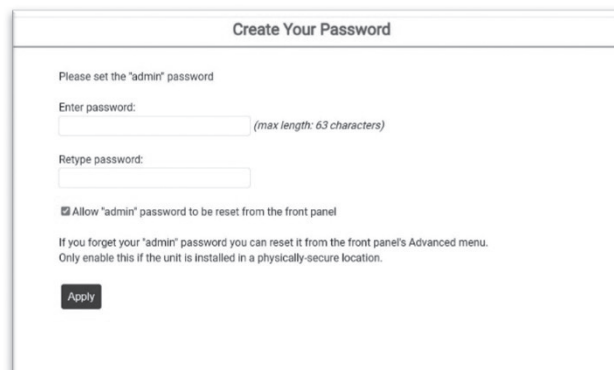 Create Your Password
Please set the "admin" password
Enter password:
(max length: 63 characters)
Retype password:
Allow "admin" password to be reset from the front panel
If you forget your "admin" password you can reset it from the front panel's Advanced menu.
Only enable this if the unit is installed in a physically-secure location.
Apply